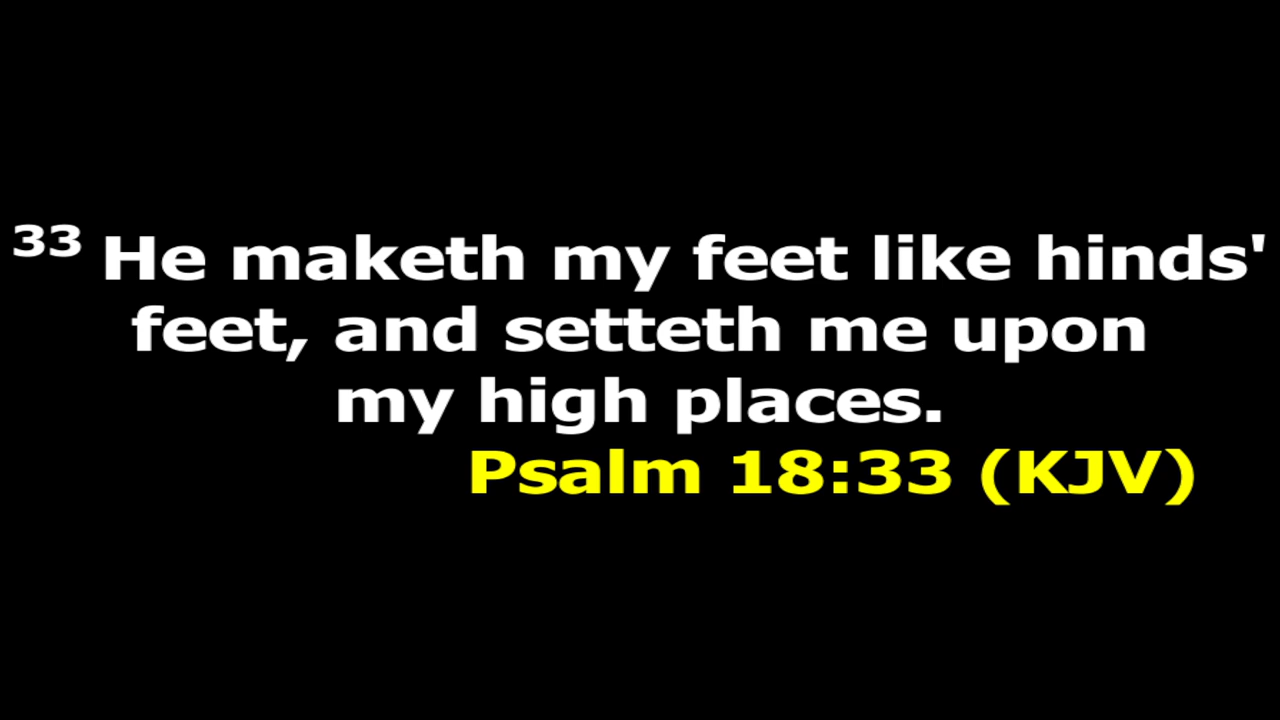 33 He maketh my feet like hinds'
feet, and setteth me upon
my high places.
Psalm 18:33 (KJV)